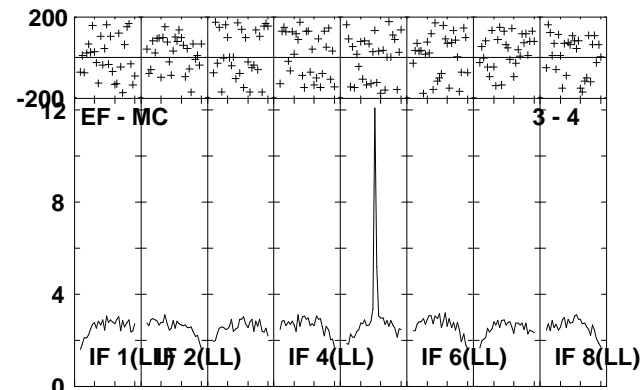 200
-200
12
EF - MC
3 - 4
8
4
0
IF 1(LL)
IF 2(LL)
IF 4(LL)
IF 6(LL)
IF 8(LL)